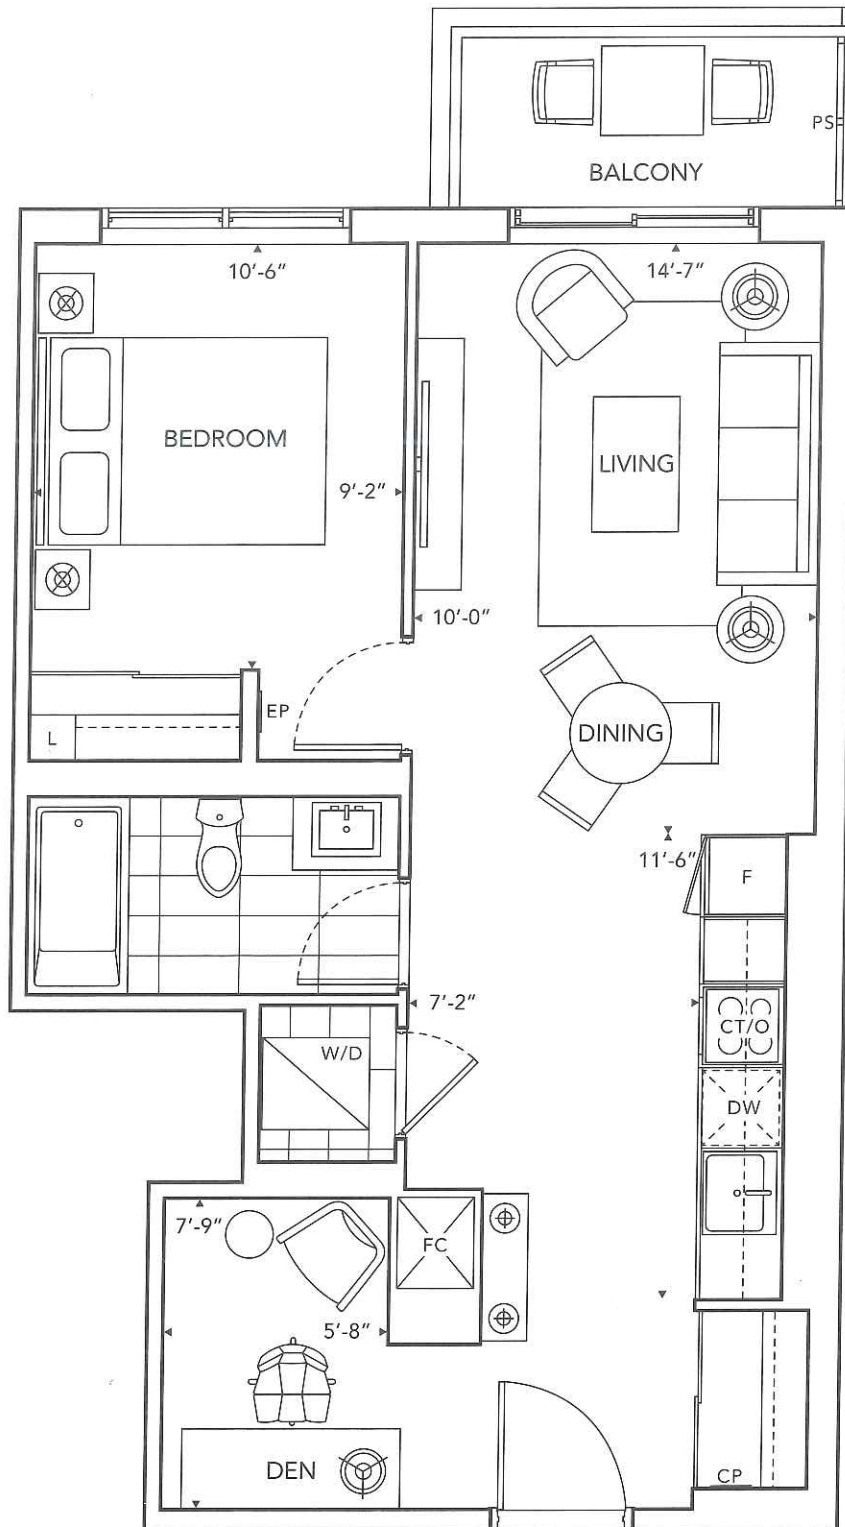 PS
BALCONY
10'-6"
14'-7"
BEDROOM
LIVING
9'-2"
10'-0"
EP
L
DINING
11'-6"
F
7'-2"
CT/O
W/D
DW
7'-9"
FC
5'-8"
DEN
CP